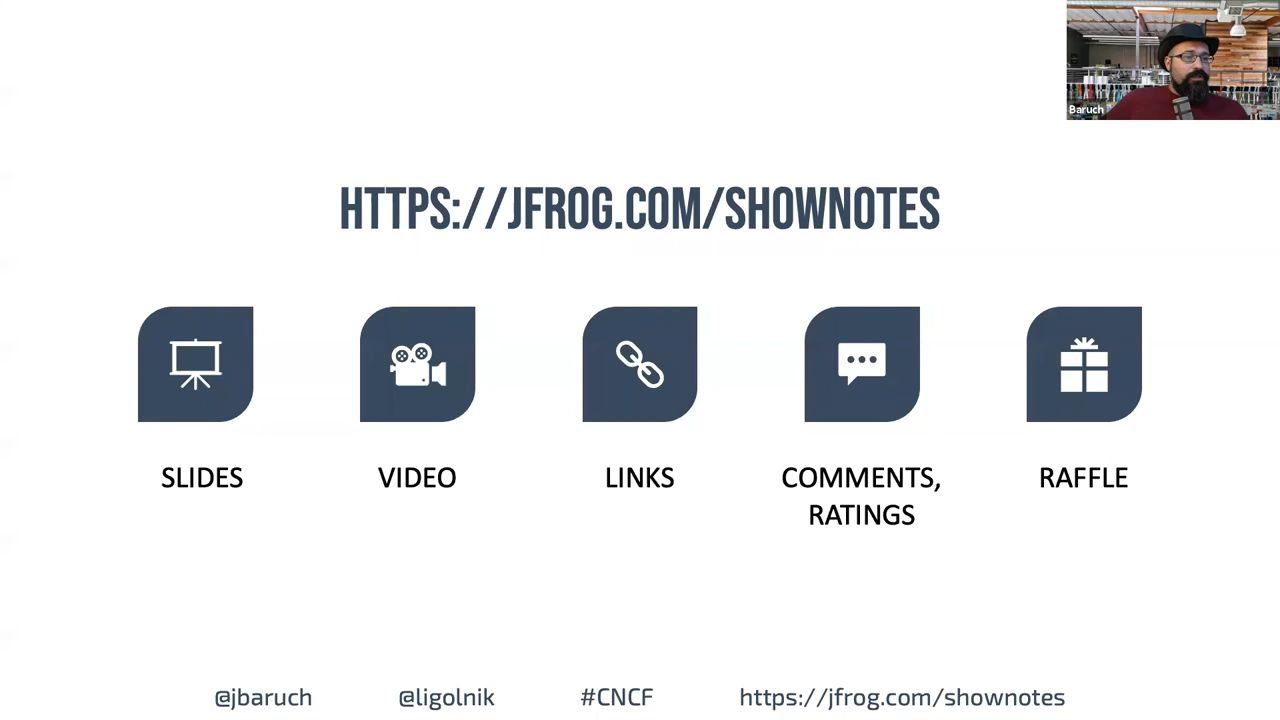 Baruch
HTTPS://JFROG.COM/SHOWNOTES
SLIDES
VIDEO
LINKS
COMMENTS,
RATINGS
RAFFLE
@jbaruch
@ligolnik
#CNCF
https://jfrog.com/shownotes